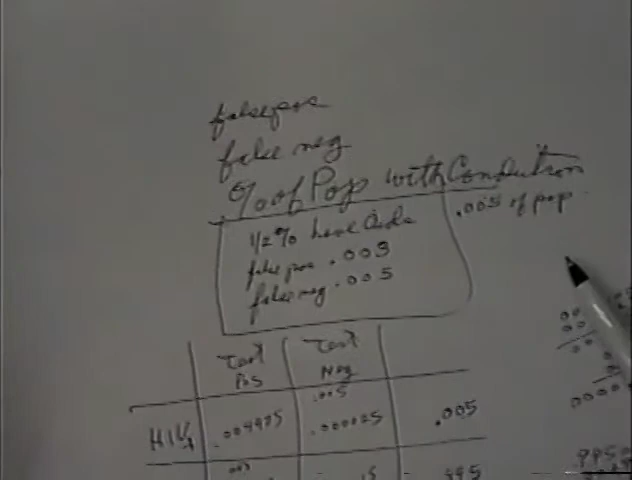 false pos
false neg
% of Pop with Condition
1/2% have Aids
.005 of pop
false pos .003
false neg .005
Test Pos
Test Neg
.005
HIV+ .004975 .000025 .005
.995